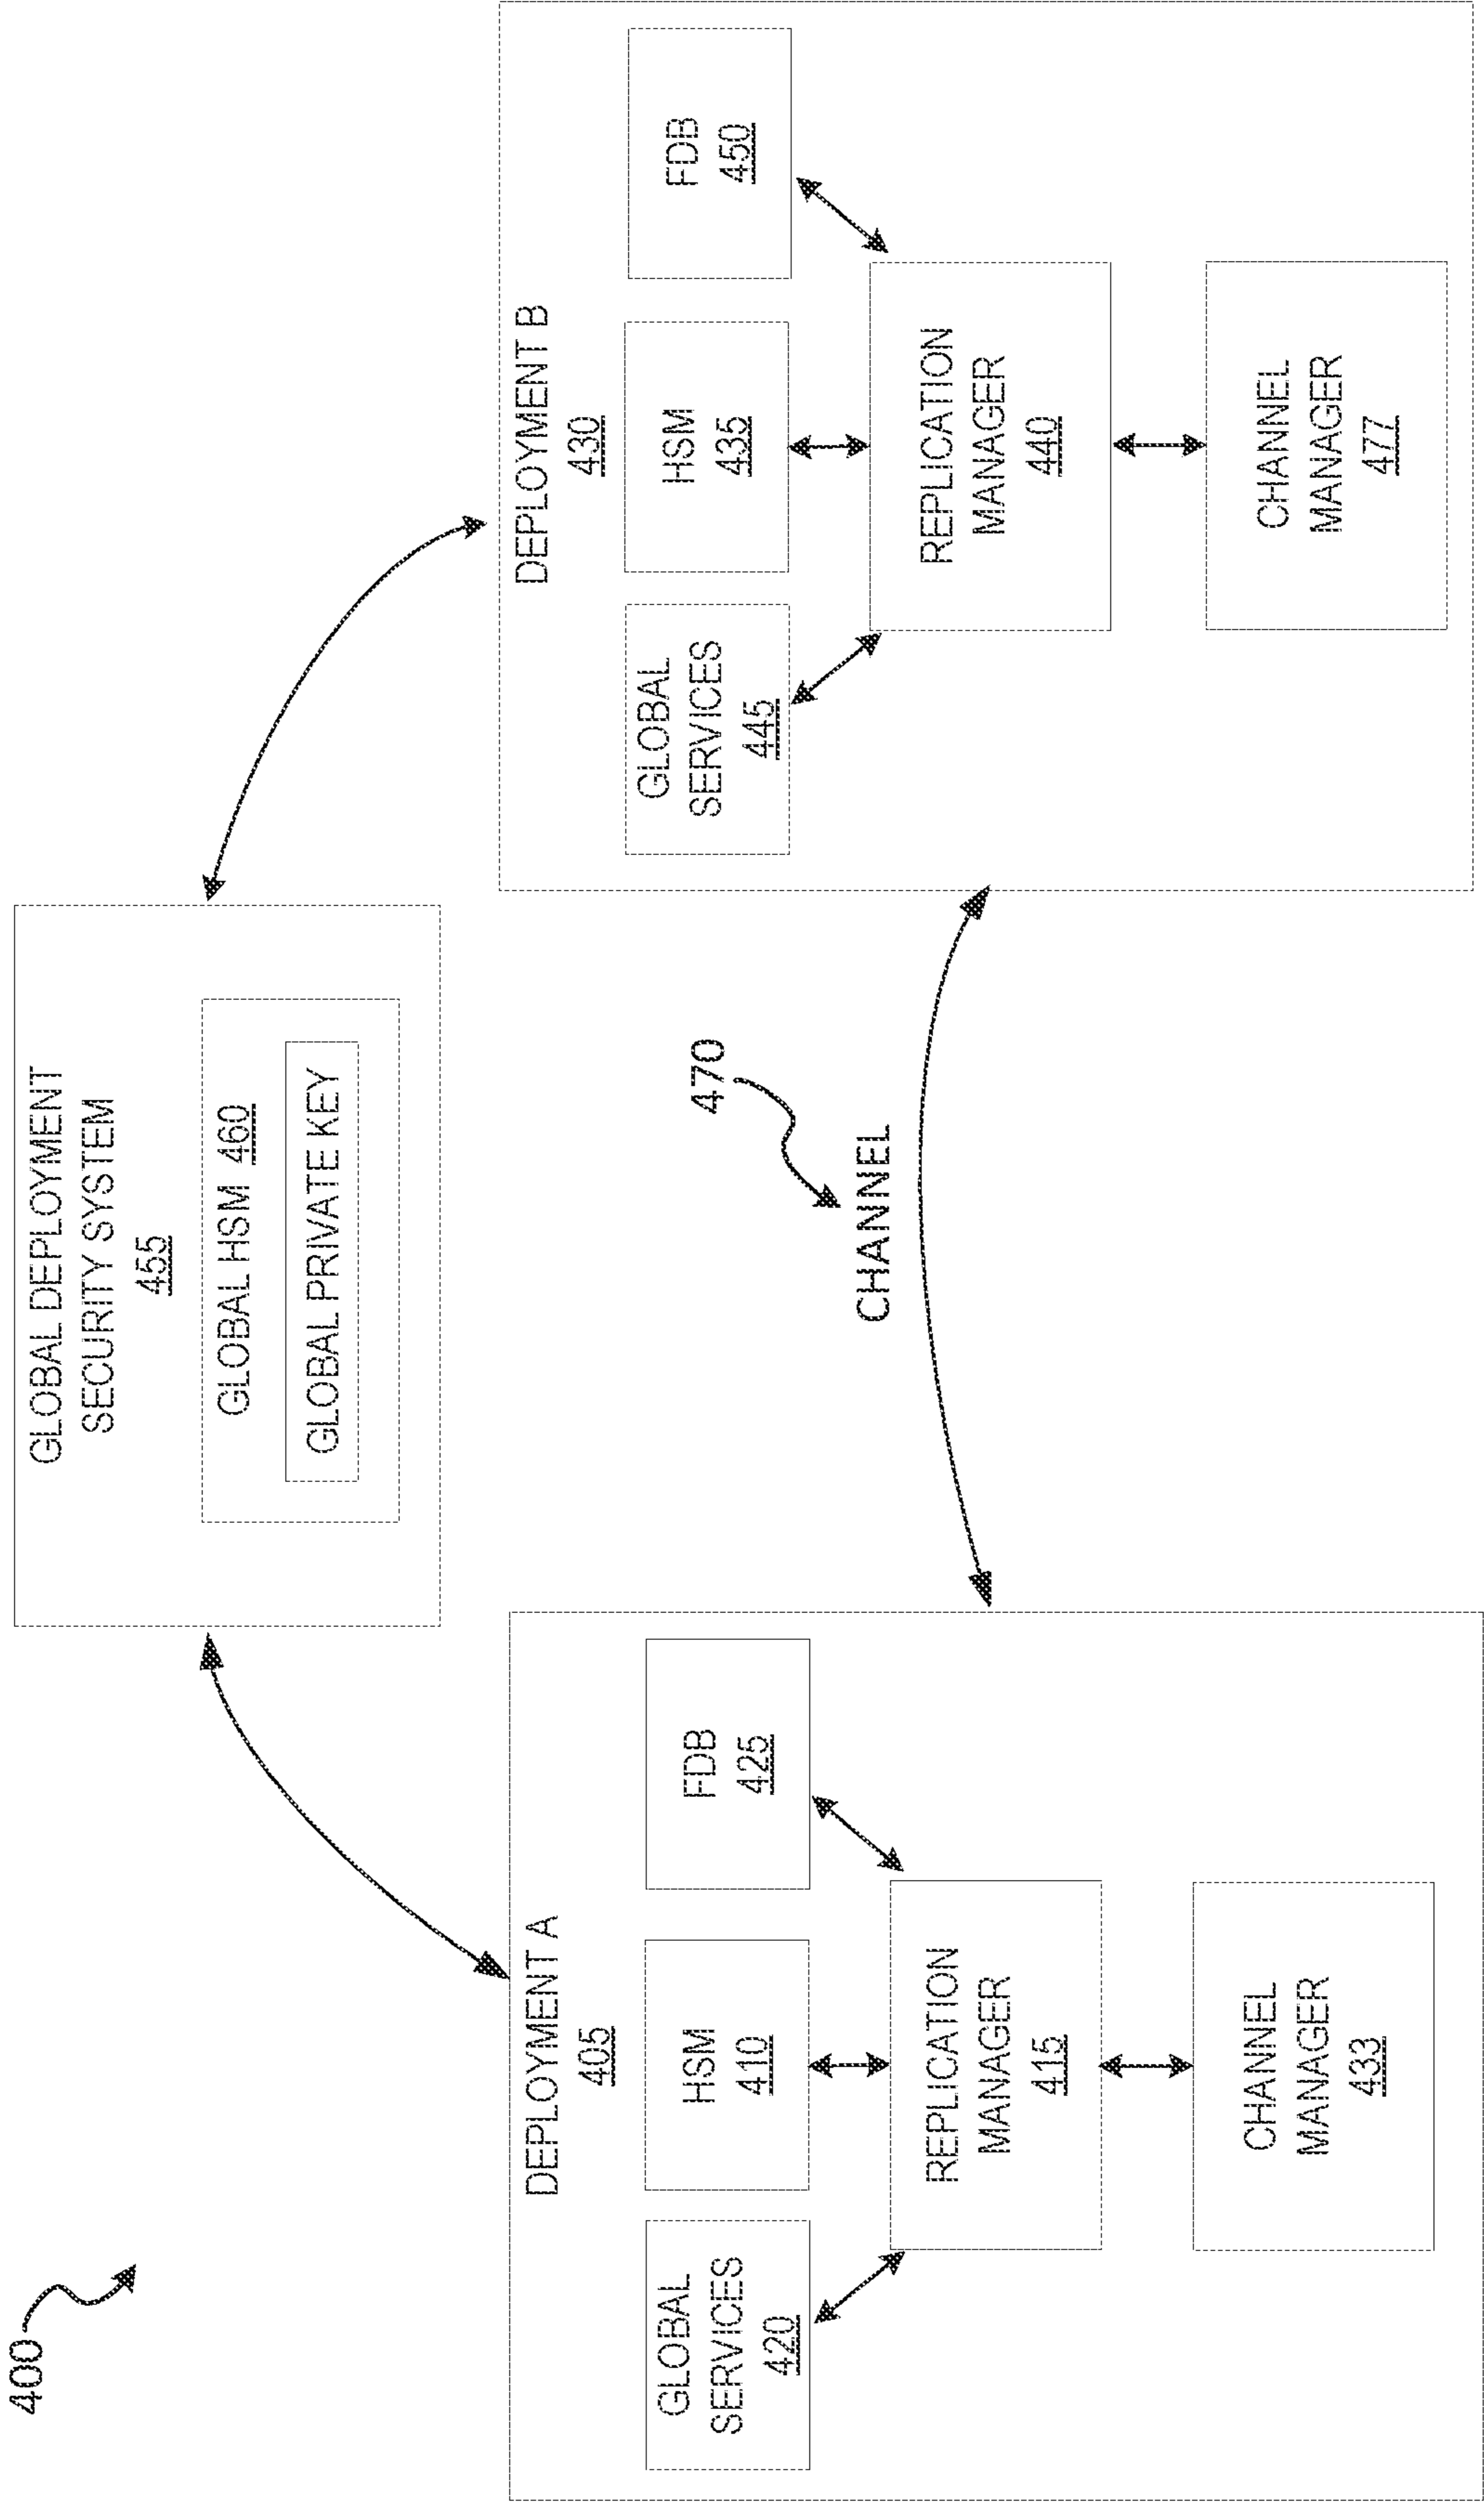 400
GLOBAL DEPLOYMENT
SECURITY SYSTEM
455
GLOBAL HSM 460
GLOBAL PRIVATE KEY
DEPLOYMENT A
405
GLOBAL
SERVICES
420
HSM
410
FDB
425
REPLICATION
MANAGER
415
CHANNEL
MANAGER
433
470
CHANNEL
DEPLOYMENT B
430
GLOBAL
SERVICES
445
HSM
435
FDB
450
REPLICATION
MANAGER
440
CHANNEL
MANAGER
477